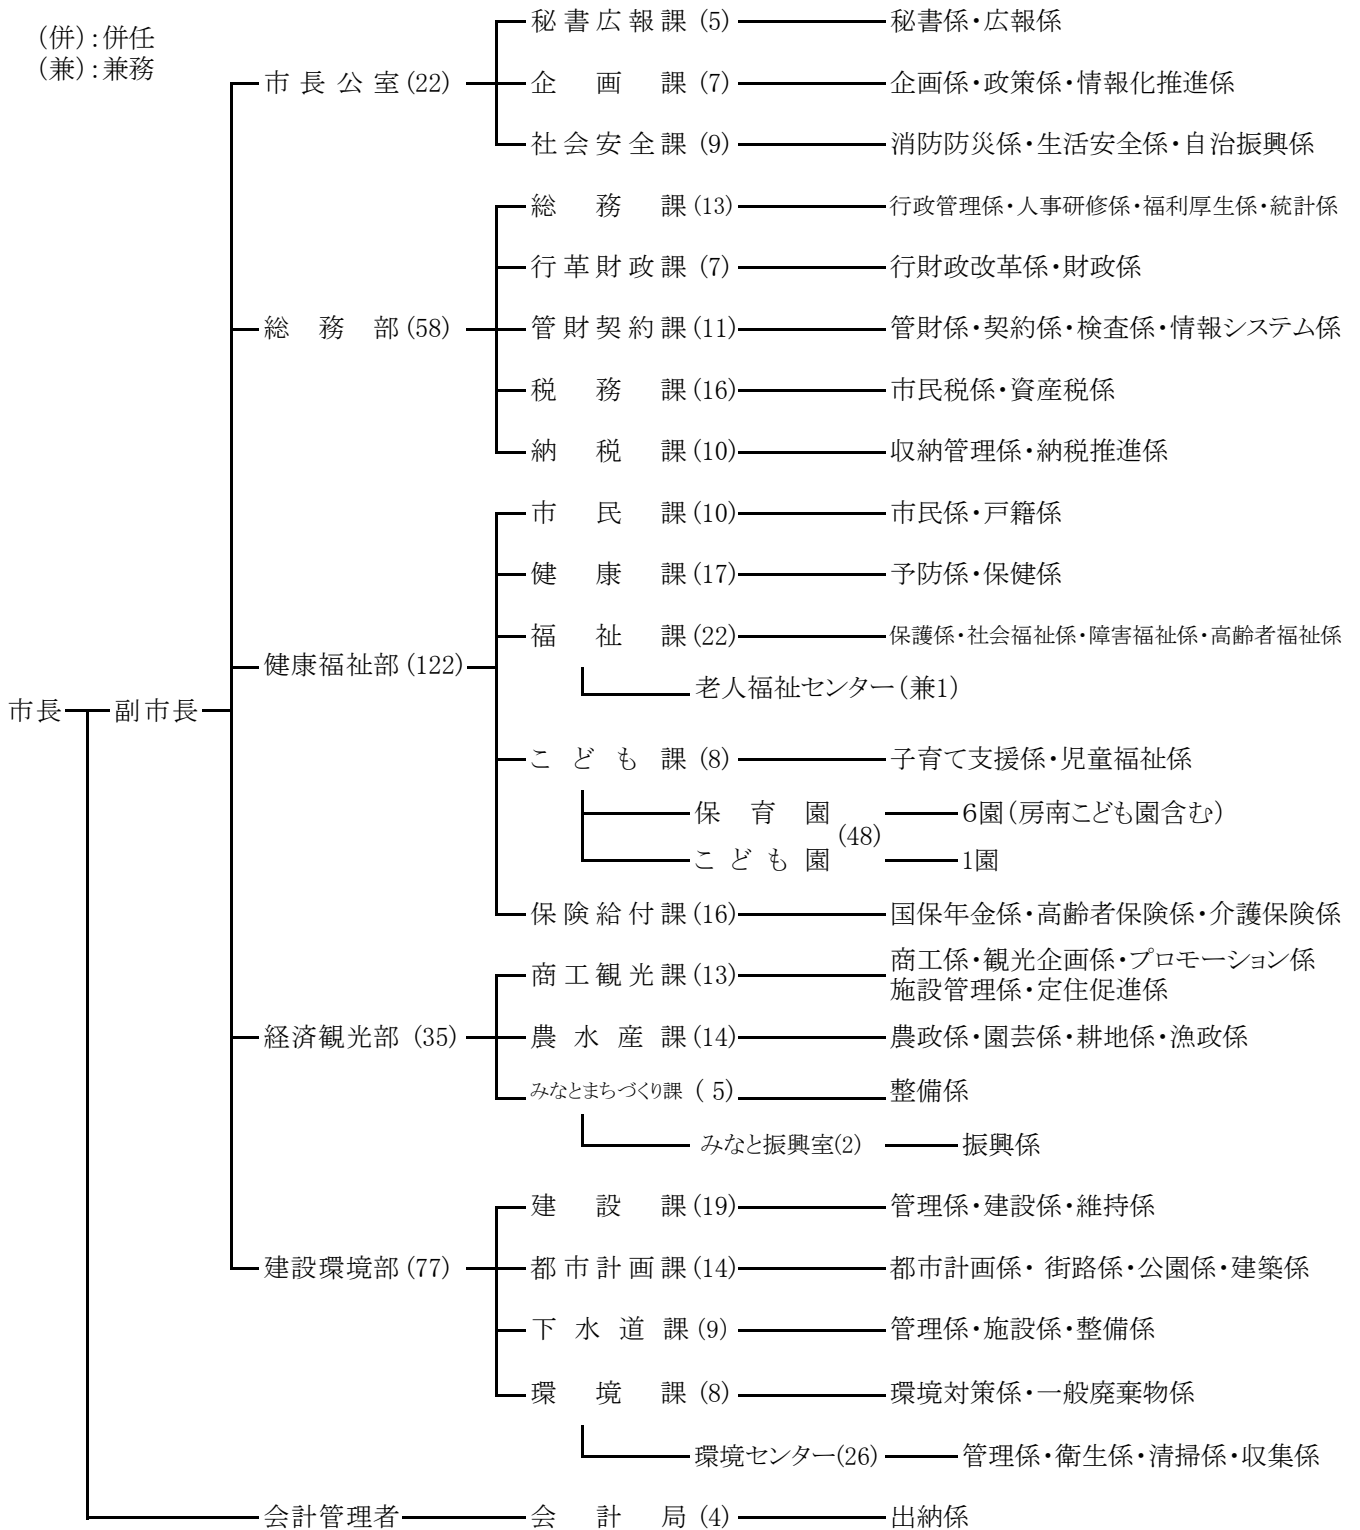 (併):併任
(兼):兼務
市長
副市長
市長公室(22)
秘書広報課(5) 秘書係・広報係
企画課(7) 企画係・政策係・情報化推進係
社会安全課(9) 消防防災係・生活安全係・自治振興係
総務部(58)
総務課(13) 行政管理係・人事研修係・福利厚生係・統計係
行革財政課(7) 行財政改革係・財政係
管財契約課(11) 管財係・契約係・検査係・情報システム係
税務課(16) 市民税係・資産税係
納税課(10) 収納管理係・納税推進係
健康福祉部(122)
市民課(10) 市民係・戸籍係
健康課(17) 予防係・保健係
福祉課(22) 保護係・社会福祉係・障害福祉係・高齢者福祉係
老人福祉センター(兼1)
こども課(8) 子育て支援係・児童福祉係
保育園 6園(房南こども園含む)
(48)
こども園 1園
保険給付課(16) 国保年金係・高齢者保険係・介護保険係
経済観光部(35)
商工観光課(13) 商工係・観光企画係・プロモーション係
施設管理係・定住促進係
農水産課(14) 農政係・園芸係・耕地係・漁政係
みなとまちづくり課( 5) 整備係
みなと振興室(2) 振興係
建設環境部(77)
建設課(19) 管理係・建設係・維持係
都市計画課(14) 都市計画係・ 街路係・公園係・建築係
下水道課(9) 管理係・施設係・整備係
環境課(8) 環境対策係・一般廃棄物係
環境センター(26) 管理係・衛生係・清掃係・収集係
会計管理者 会計局(4) 出納係